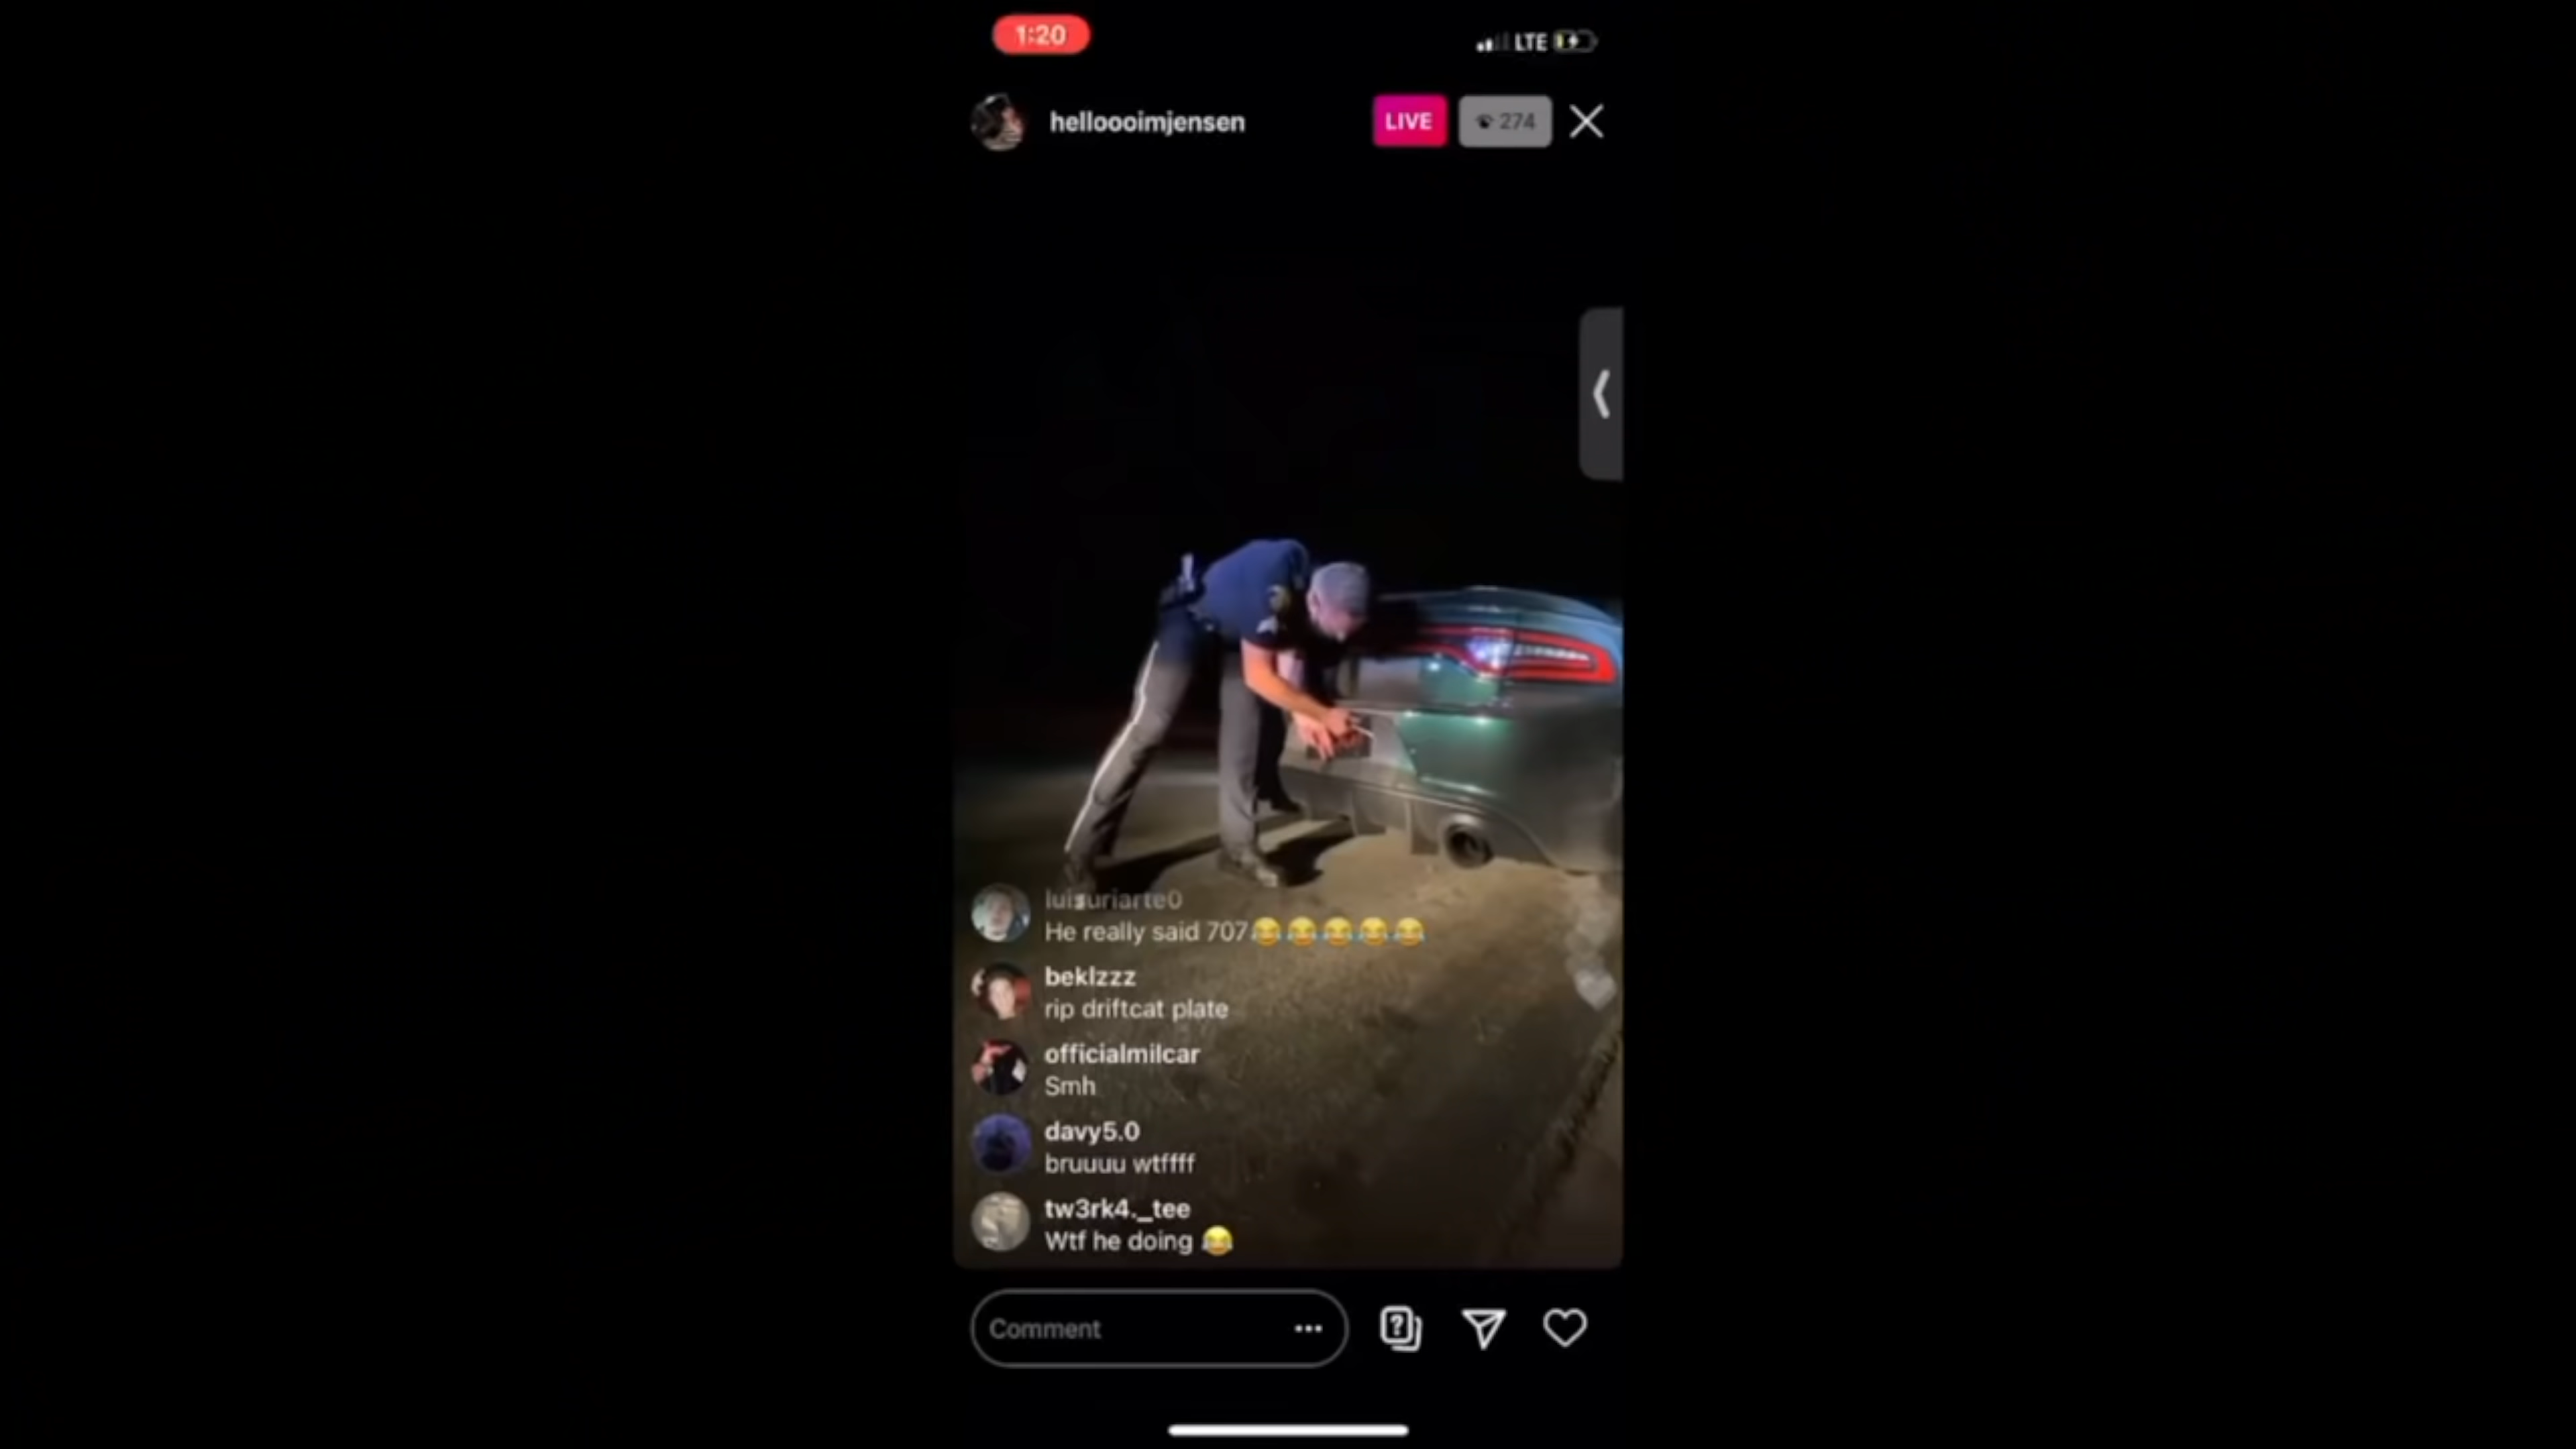 1:20
LTE
helloooimjensen
LIVE
274
luisuriarte0
He really said 707😂😂😂😂😂
beklzzz
rip driftcat plate
officialmilcar
Smh
davy5.0
bruuuu wtffff
tw3rk4._tee
Wtf he doing 😂
Comment